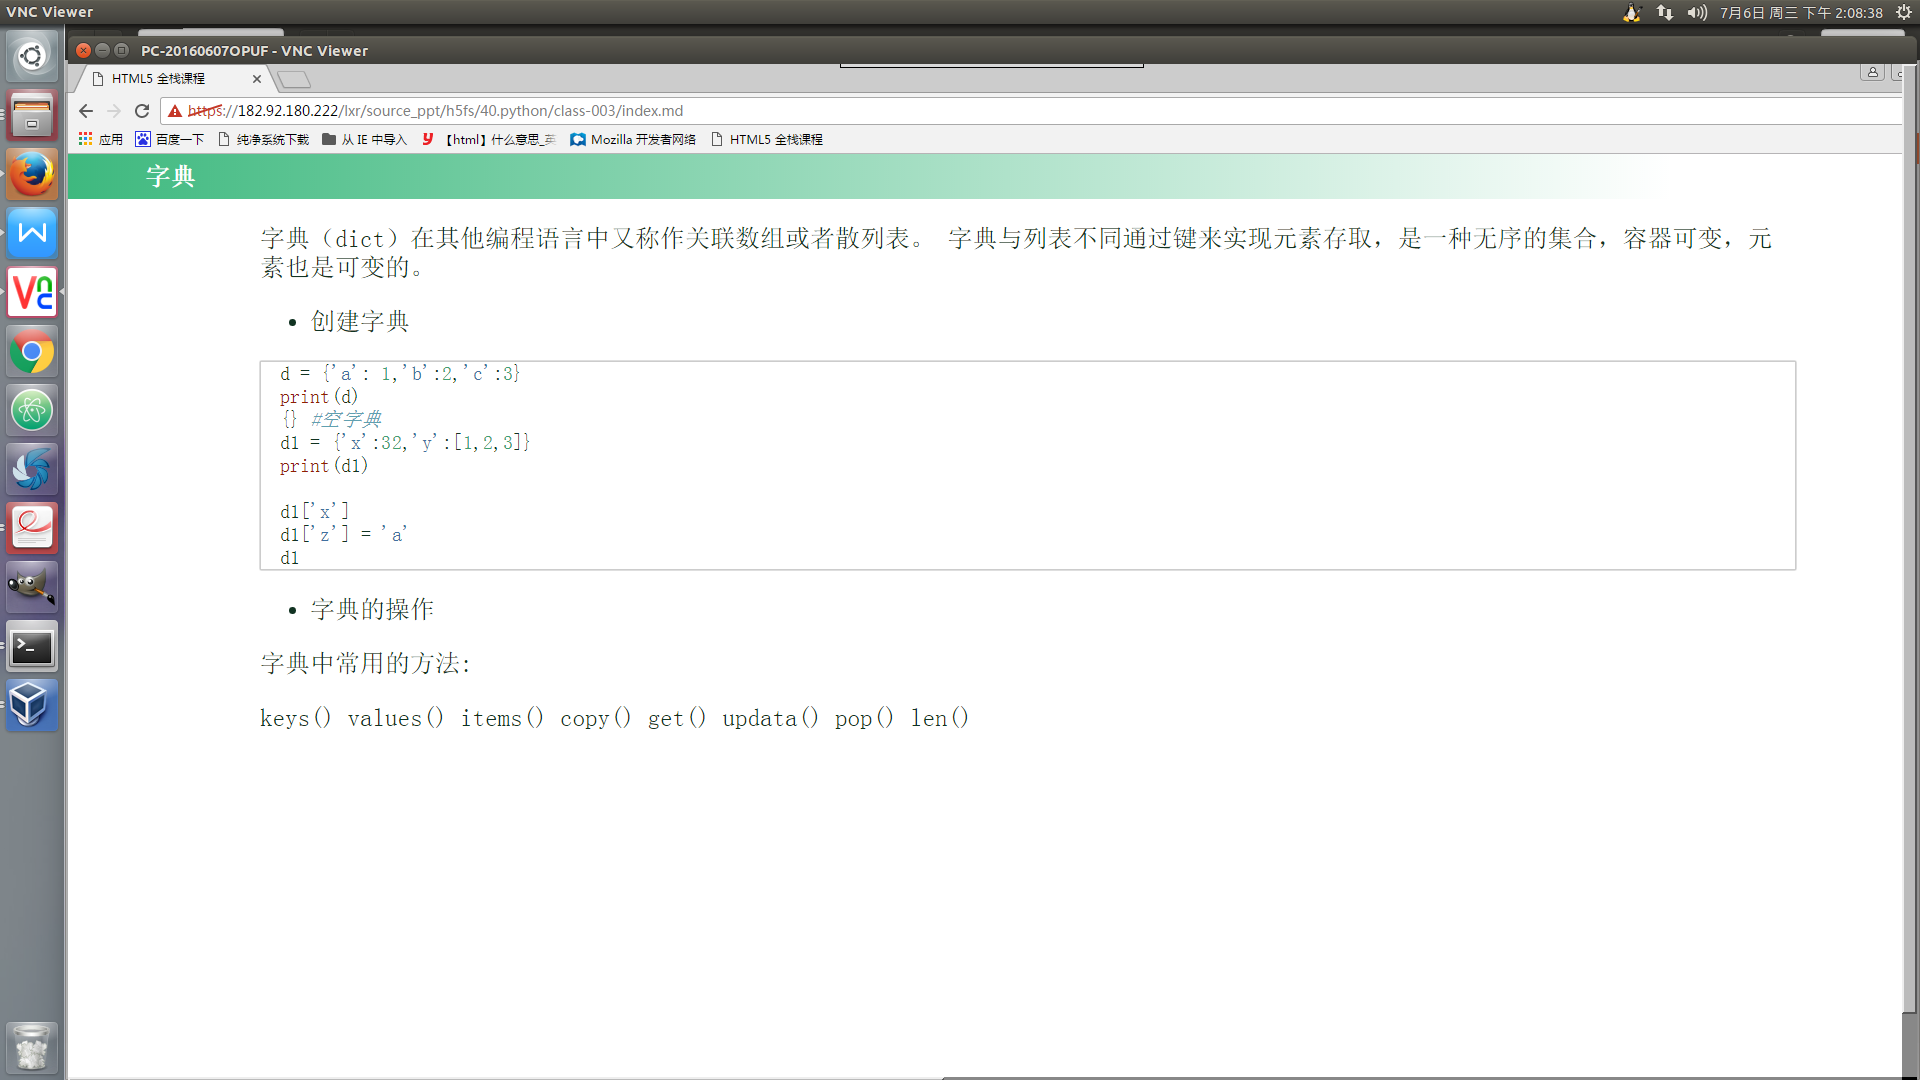 VNC Viewer
7月6日 周三 下午 2:08:38
PC-20160607OPUF - VNC Viewer
HTML5 全栈课程
https://182.92.180.222/lxr/source_ppt/h5fs/40.python/class-003/index.md
应用 百度一下 纯净系统下载 从 IE 中导入 【html】什么意思_英 Mozilla 开发者网络 HTML5 全栈课程
字典
字典（dict）在其他编程语言中又称作关联数组或者散列表。 字典与列表不同通过键来实现元素存取，是一种无序的集合，容器可变，元
素也是可变的。
• 创建字典
d = {'a': 1,'b':2,'c':3}
print(d)
{} #空字典
d1 = {'x':32,'y':[1,2,3]}
print(d1)
d1['x']
d1['z'] = 'a'
d1
• 字典的操作
字典中常用的方法:
keys() values() items() copy() get() updata() pop() len()